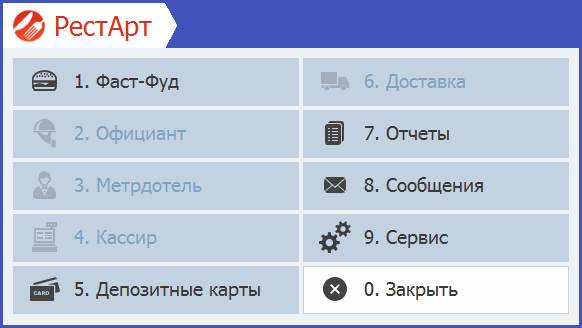 РестАрт
1. Фаст-Фуд
2. Официант
3. Метрдотель
4. Кассир
5. Депозитные карты
CARD
6. Доставка
7. Отчеты
8. Сообщения
9. Сервис
0. Закрыть